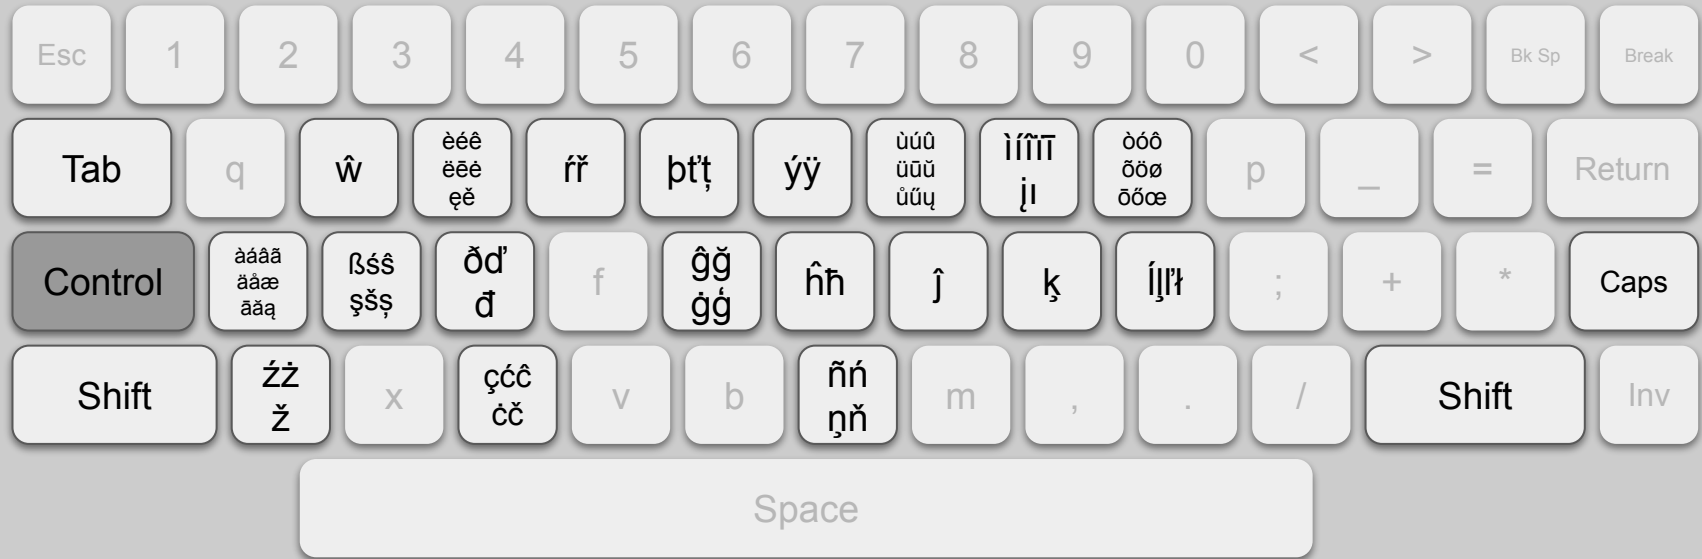 Esc 1 2 3 4 5 6 7 8 9 0 < > Bk Sp Break
Tab q ŵ èéê ëēė ęě ŕř þťț ýÿ ùúû üūŭ ůűų ìíîïī įı òóô õöø ōőœ p _ = Return
Control àáâã äåæ āăą ßśŝ şšș ðď đ f ĝğ ġģ ĥħ ĵ ķ ĺļľł ; + * Caps
Shift źż ž x çćĉ ċč v b ñń ņň m , . / Shift Inv
Space